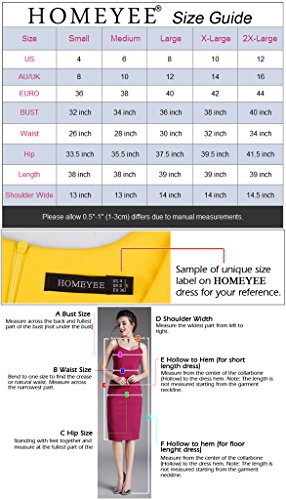 HOMEYEE® Size Guide
Size Small Medium Large X-Large 2X-Large
US 4 6 8 10 12
AU/UK 8 10 12 14 16
EURO 36 38 40 42 44
BUST 32 inch 34 inch 36 inch 38 inch 40 inch
Waist 26 inch 28 inch 30 inch 32 inch 34 inch
Hip 33.5 inch 35.5 inch 37.5 inch 39.5 inch 41.5 inch
Length 38 inch 38 inch 39 inch 39 inch 39 inch
Shoulder Wide 13 inch 13 inch 14 inch 14 inch 14.5 inch
Please allow 0.5"-1" (1-3cm) differs due to manual measurements.
HOMEYEE
Sample of unique size
label on HOMEYEE
dress for your reference.
A Bust Size
Measure across the back and fullest
part of the bust (not under the bust)
B Waist Size
Bend to one size to find the crease
or natural waist. Measure across
the narrowest part.
C Hip Size
Standing with feet together and
measure at the fullest part of the hip.
D Shoulder Width
Measure the widest part from left to
right.
E Hollow to Hem (for short
length dress)
Measure from the center of the collarbone
(Hollow) to the dress hem. Note: The length is
not measured starting from the garment
neckline.
F Hollow to hem (for floor
lenght dress)
Measure from the center of the collarbone
(Hollow) to the dress hem. Note: The length is
not measured starting from the garment
neckline.